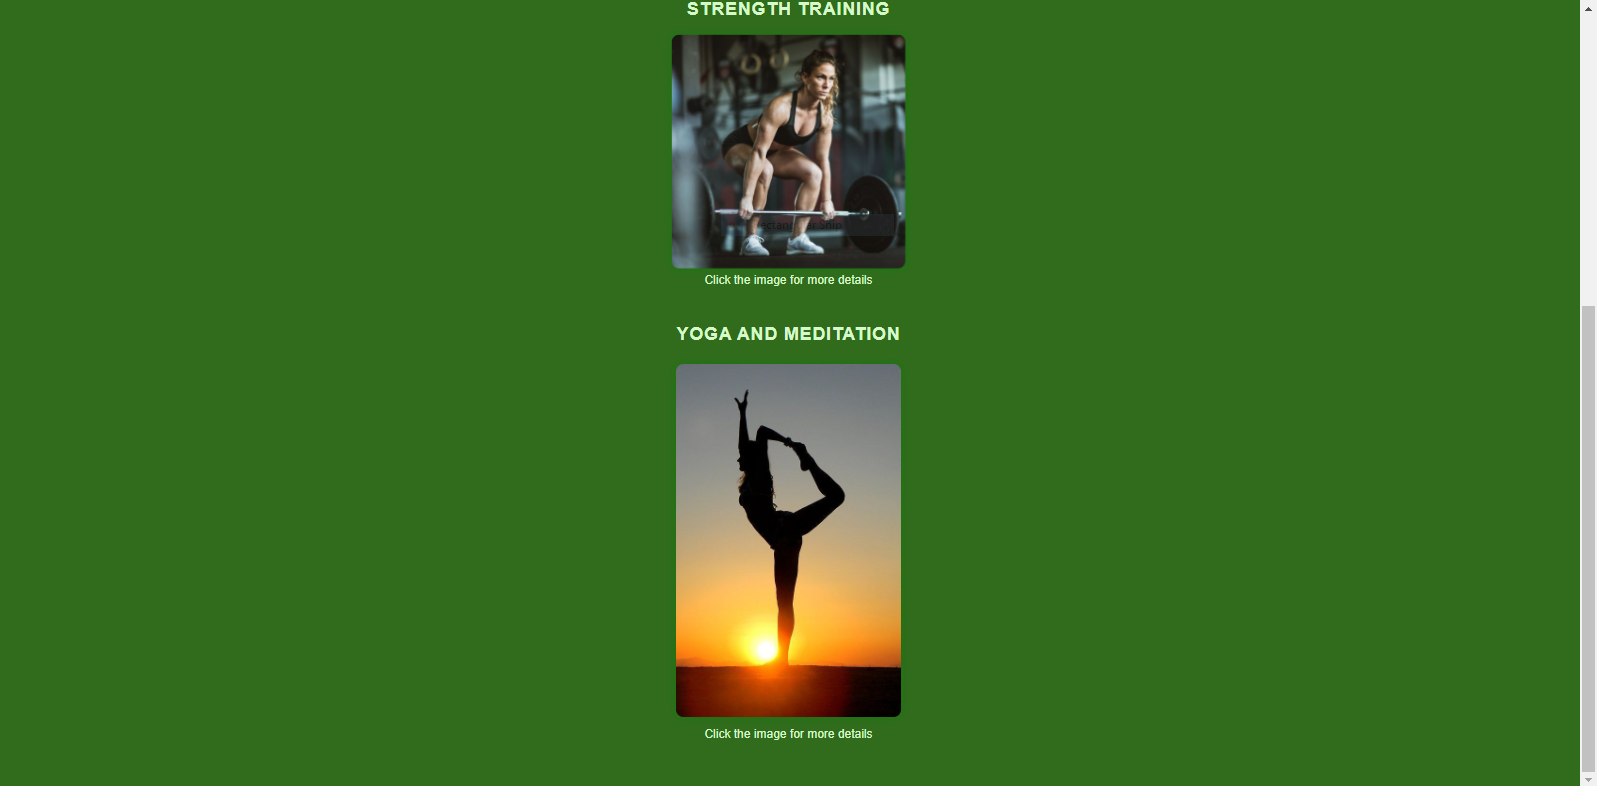 STRENGTH TRAINING
Click the image for more details
YOGA AND MEDITATION
Click the image for more details